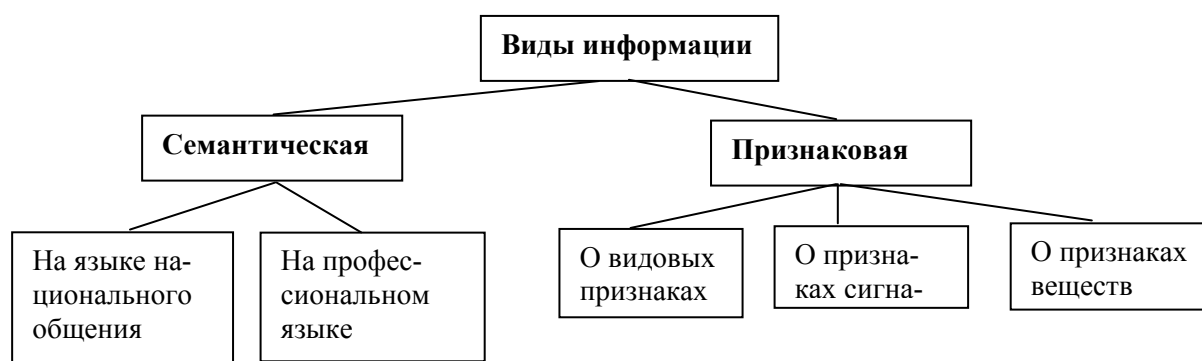 Виды информации
Семантическая
Признаковая
На языке на-
ционального
общения
На профес-
сиональном
языке
О видовых
признаках
О призна-
ках сигна-
О признаках
веществ